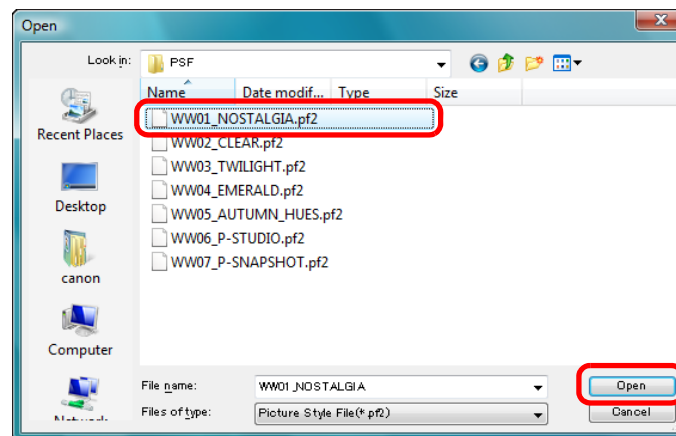 Open
Look in: PSF
Name Date modif... Type Size
WW01_NOSTALGIA.pf2
WW02_CLEAR.pf2
WW03_TWILIGHT.pf2
WW04_EMERALD.pf2
WW05_AUTUMN_HUES.pf2
WW06_P-STUDIO.pf2
WW07_P-SNAPSHOT.pf2
Recent Places
Desktop
canon
Computer
File name: WW01_NOSTALGIA Open
Files of type: Picture Style File(*.pf2) Cancel